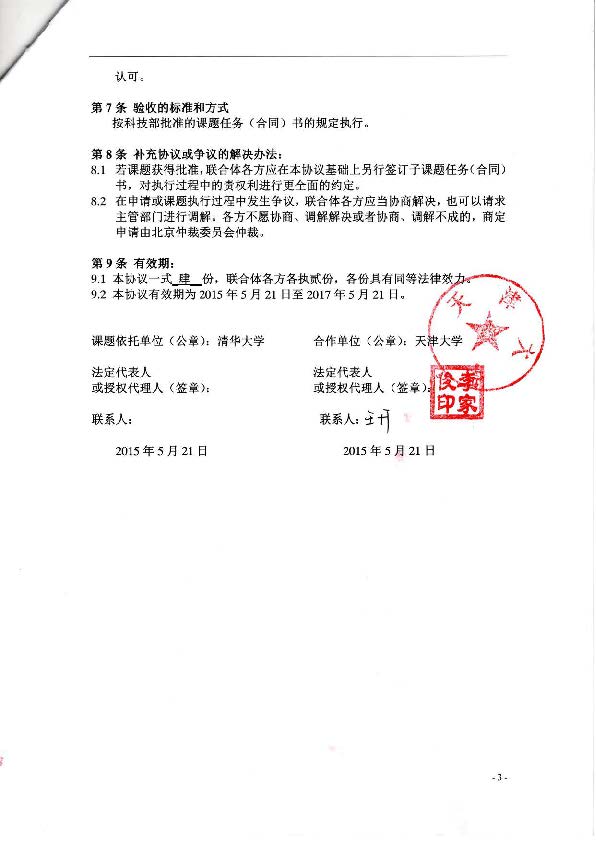 认可。
第 7 条 验收的标准和方式
按科技部批准的课题任务（合同）书的规定执行。
第 8 条 补充协议或争议的解决办法：
8.1 若课题获得批准，联合体各方应在本协议基础上另行签订子课题任务（合同）
书，对执行过程中的责权利进行更全面的约定。
8.2 在申请或课题执行过程中发生争议，联合体各方应当协商解决，也可以请求
主管部门进行调解。各方不愿协商、调解解决或者协商、调解不成的，商定
申请由北京仲裁委员会仲裁。
第 9 条 有效期：
9.1 本协议一式 肆 份，联合体各方各执贰份，各份具有同等法律效力。
9.2 本协议有效期为 2015 年 5 月 21 日至 2017 年 5 月 21 日。
天津大
课题依托单位（公章）：清华大学 合作单位（公章）：天津大学
法定代表人 法定代表人
或授权代理人（签章）： 或授权代理人（签章）：
李家俊印
联系人： 联系人：王开
2015 年 5 月 21 日 2015 年 5 月 21 日
- 3 -